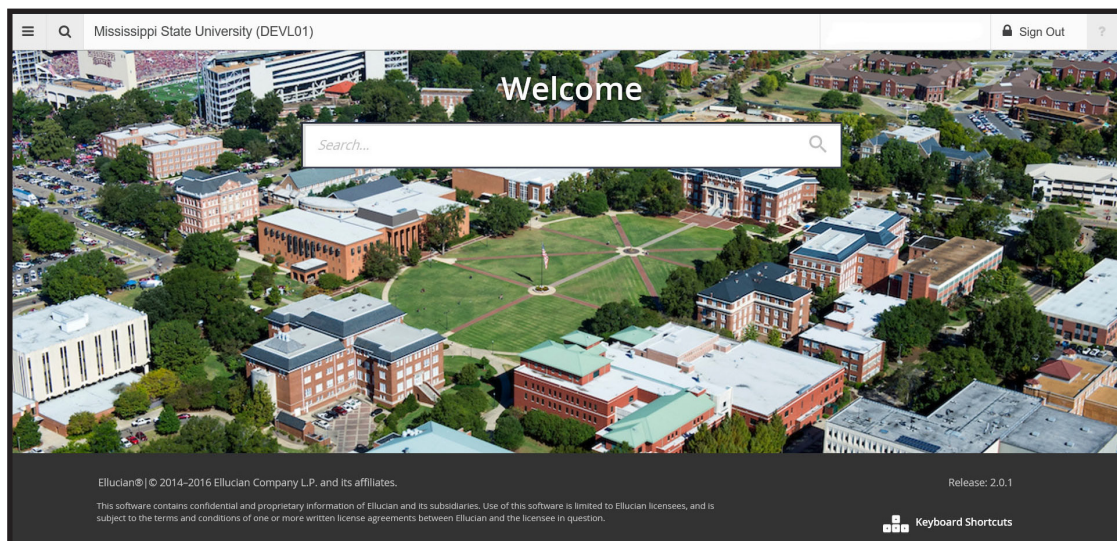 Mississippi State University (DEVL01)
Sign Out
?
Welcome
Search...
Ellucian®|© 2014–2016 Ellucian Company L.P. and its affiliates.
Release: 2.0.1
This software contains confidential and proprietary information of Ellucian and its subsidiaries. Use of this software is limited to Ellucian licensees, and is
subject to the terms and conditions of one or more written license agreements between Ellucian and the licensee in question.
Keyboard Shortcuts